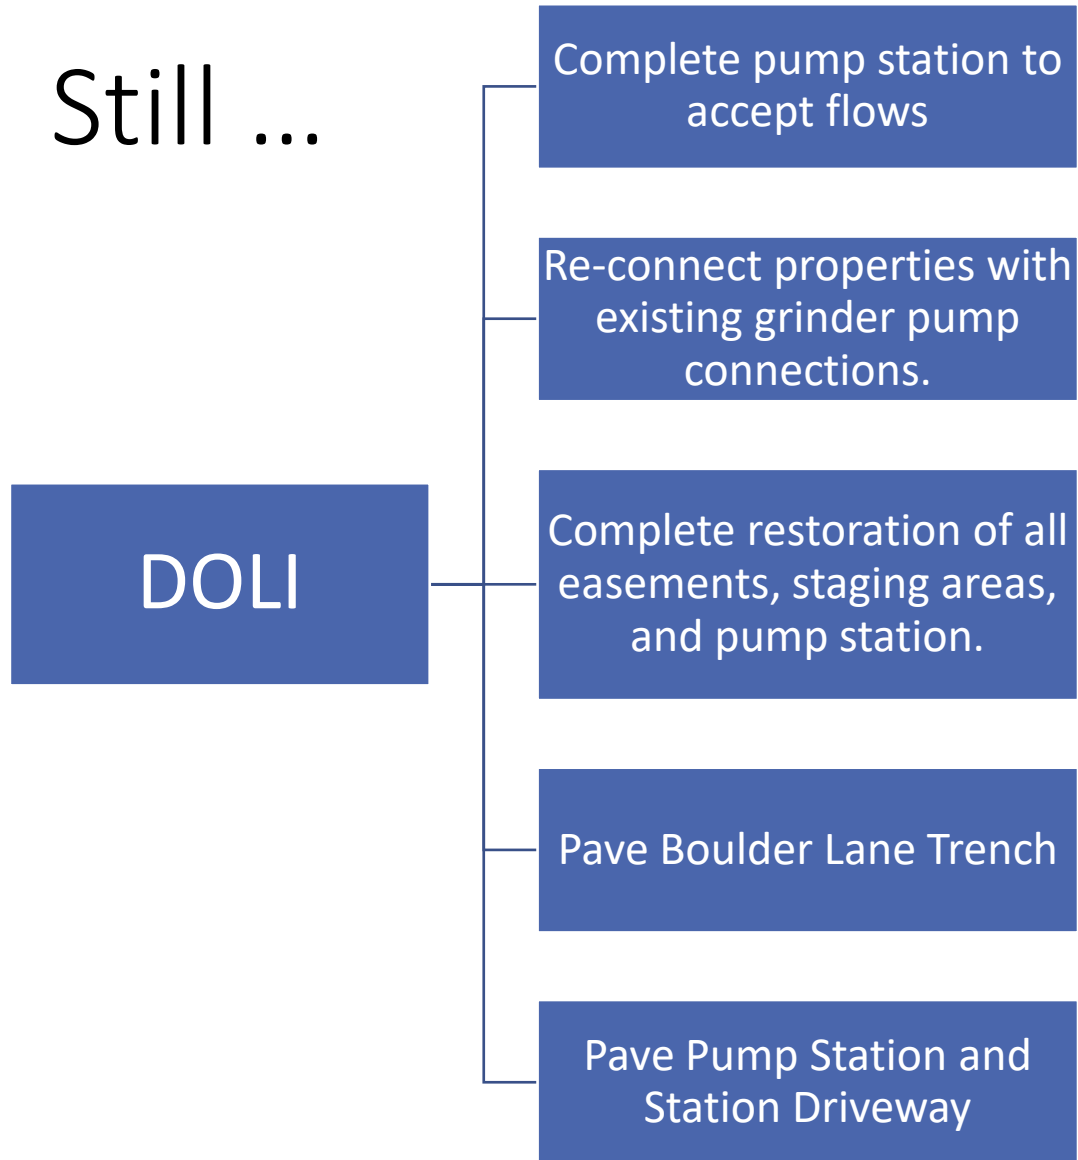 Still ...
Complete pump station to
accept flows
Re-connect properties with
existing grinder pump
connections.
DOLI
Complete restoration of all
easements, staging areas,
and pump station.
Pave Boulder Lane Trench
Pave Pump Station and
Station Driveway